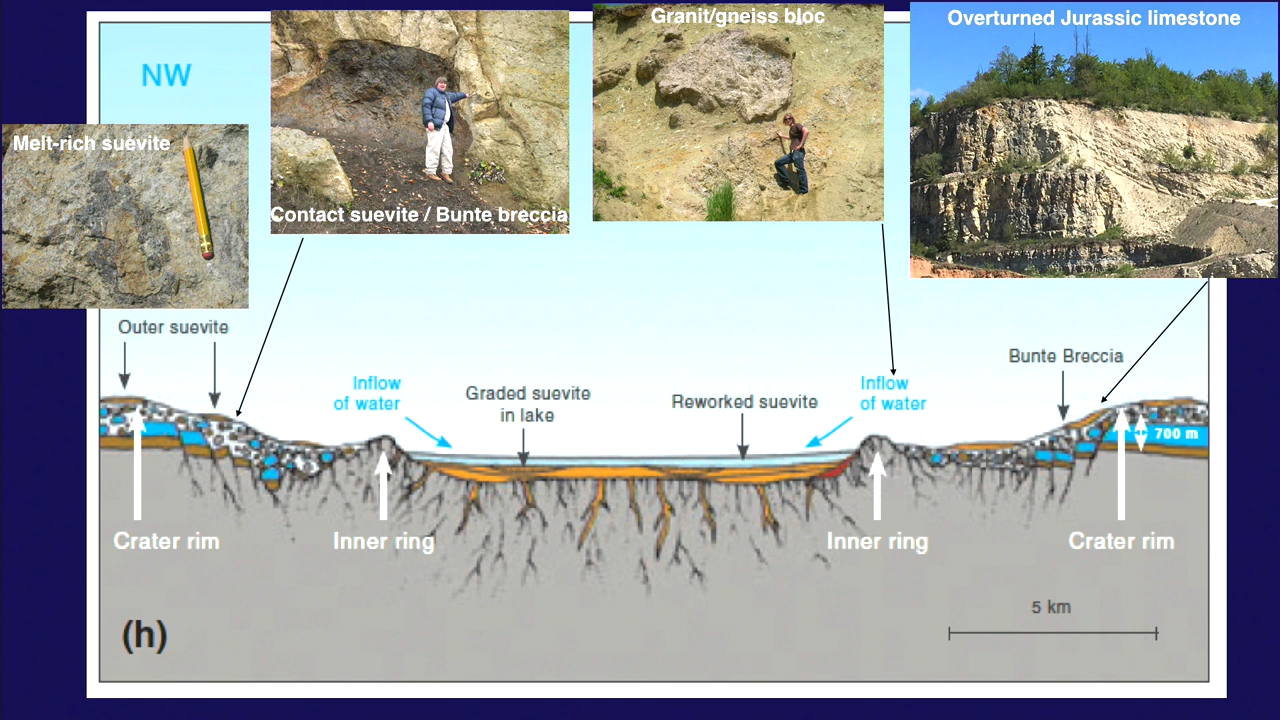 Granit/gneiss bloc
Overturned Jurassic limestone
NW
Melt-rich suevite
Contact suevite / Bunte breccia
Outer suevite
Bunte Breccia
Inflow
of water
Graded suevite
in lake
Reworked suevite
Inflow
of water
700 m
Crater rim
Inner ring
Inner ring
Crater rim
5 km
(h)